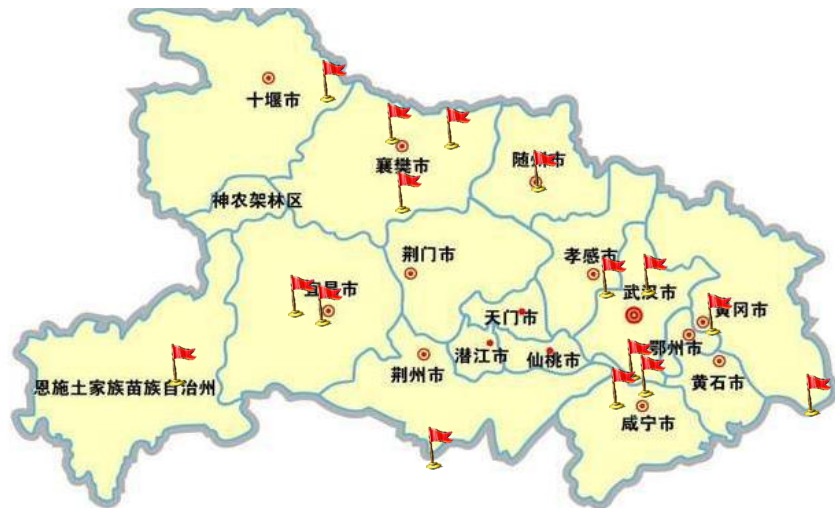 十堰市
襄樊市
随州市
神农架林区
荆门市
孝感市
宜昌市
武汉市
黄冈市
天门市
潜江市
仙桃市
鄂州市
荆州市
黄石市
恩施土家族苗族自治州
咸宁市